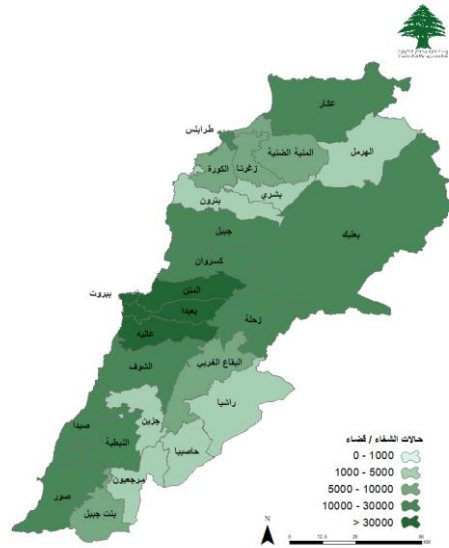 عكار
طرابلس
المنية الضنية
الهرمل
زغرتا
الكورة
بشري
بترون
بعلبك
جبيل
كسروان
المتن
بيروت
بعبدا
زحلة
عاليه
الشوف
البقاع الغربي
راشيا
جزين
صيدا
النبطية
حاصبيا
مرجعيون
صور
بنت جبيل
حالات الشفاء / قضاء
0 - 1000
1000 - 5000
5000 - 10000
10000 - 30000
> 30000
N